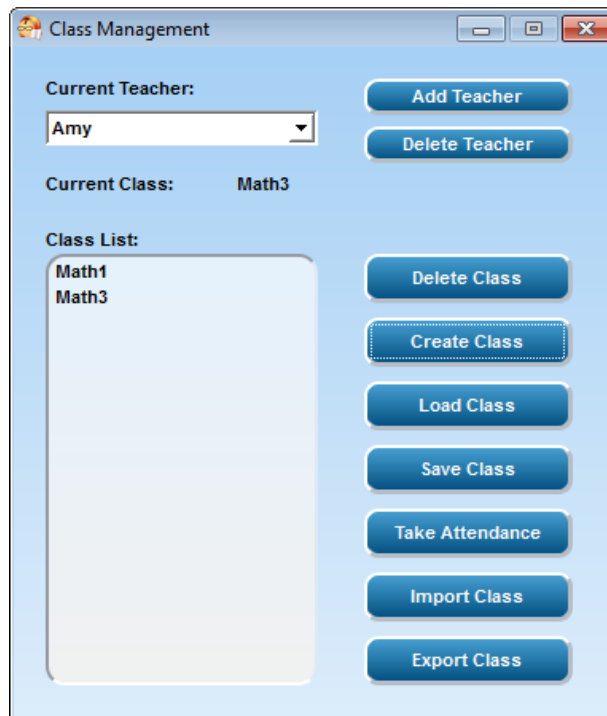 Class Management
Current Teacher:
Amy
Add Teacher
Delete Teacher
Current Class: Math3
Class List:
Math1
Math3
Delete Class
Create Class
Load Class
Save Class
Take Attendance
Import Class
Export Class